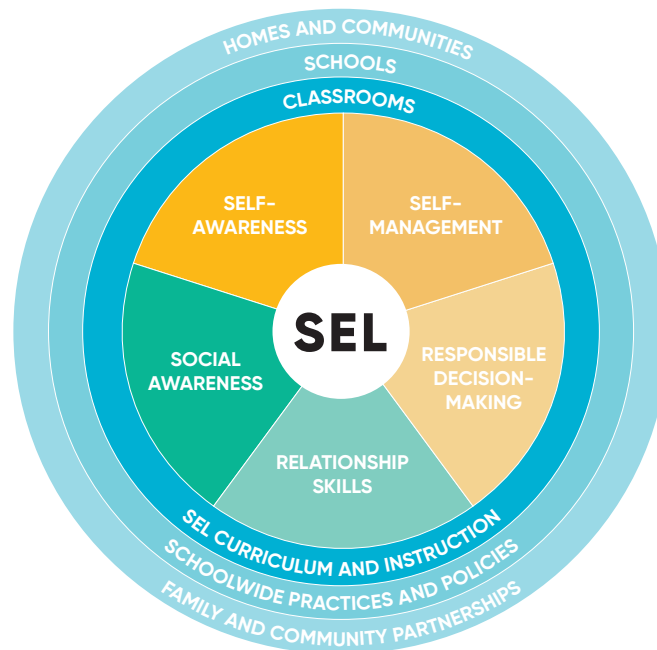 HOMES AND COMMUNITIES
SCHOOLS
CLASSROOMS
SELF-
AWARENESS
SELF-
MANAGEMENT
SEL
SOCIAL
AWARENESS
RESPONSIBLE
DECISION-
MAKING
RELATIONSHIP
SKILLS
SEL CURRICULUM AND INSTRUCTION
SCHOOLWIDE PRACTICES AND POLICIES
FAMILY AND COMMUNITY PARTNERSHIPS